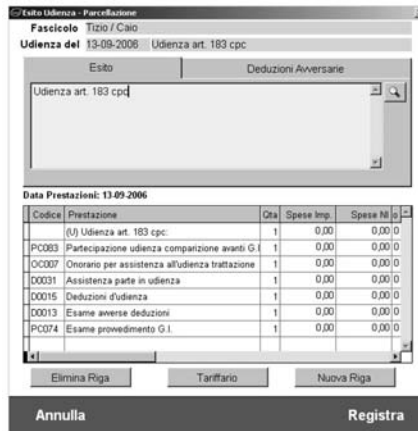 Esito Udienza - Parcellazione
Fascicolo Tizio / Caio
Udienza del 13-09-2006 Udienza art. 183 cpc
Esito Deduzioni Avversarie
Udienza art. 183 cpc
Data Prestazioni: 13-09-2006
Codice Prestazione Qta Spese Imp. Spese NI o
(U) Udienza art. 183 cpc: 1 0,00 0,00 0
PC083 Partecipazione udienza comparizione avanti G.I 1 0,00 0,00 0
OC007 Onorario per assistenza all'udienza trattazione 1 0,00 0,00 0
D0031 Assistenza parte in udienza 1 0,00 0,00 0
D0015 Deduzioni d'udienza 1 0,00 0,00 0
D0013 Esame avverse deduzioni 1 0,00 0,00 0
PC074 Esame provvedimento G.I. 1 0,00 0,00 0
Elimina Riga Tariffario Nuova Riga
Annulla Registra